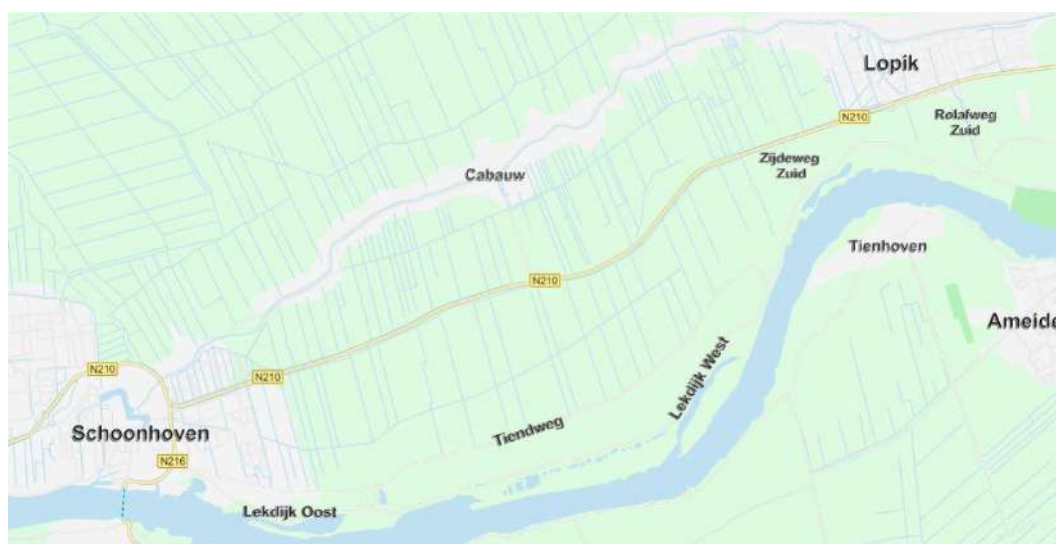 Lopik
N210
Rolafweg
Zuid
Zijdeweg
Zuid
Cabauw
Tienhoven
N210
Ameide
N210
N210
Lekdijk West
Schoonhoven
Tiendweg
N216
Lekdijk Oost